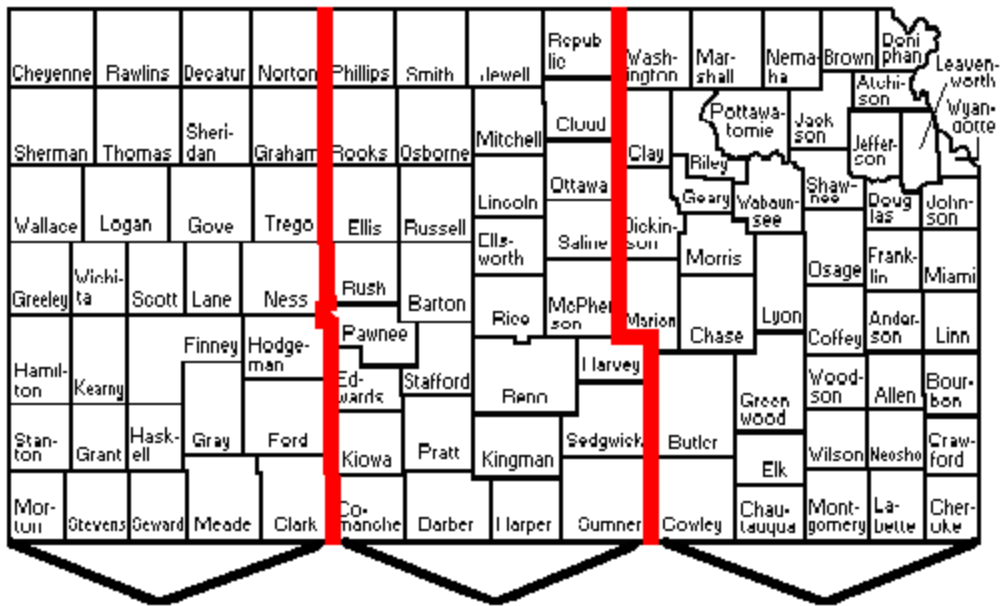 Cheyenne
Rawlins
Decatur
Norton
Phillips
Smith
Jewell
Repub
lic
Wash-
ington
Mar-
shall
Nema-
ha
Brown
Doni
phan
Atchi-
son
Leaven-
worth
Wyan-
dotte
Sherman
Thomas
Sheri-
dan
Graham
Rooks
Osborne
Mitchell
Cloud
Clay
Riley
Pottawa-
tomie
Jack
son
Jeffer-
son
Wallace
Logan
Gove
Trego
Ellis
Russell
Lincoln
Ottawa
Dickin-
son
Geary
Wabaun-
see
Shaw-
nee
Doug
las
John-
son
Greeley
Wichi-
ta
Scott
Lane
Ness
Rush
Barton
Ells-
worth
Saline
Rice
McPher
son
Marion
Morris
Chase
Lyon
Osage
Frank-
lin
Miami
Coffey
Ander-
son
Linn
Hamil-
ton
Kearny
Finney
Hodge-
man
Pawnee
Ed-
wards
Stafford
Reno
Harvey
Butler
Green
wood
Wood-
son
Allen
Bour-
bon
Stan-
ton
Grant
Hask-
ell
Gray
Ford
Kiowa
Pratt
Kingman
Sedgwick
Elk
Wilson
Neosho
Craw-
ford
Mor-
ton
Stevens
Seward
Meade
Clark
Co-
manche
Barber
Harper
Sumner
Cowley
Chau-
tauqua
Mont-
gomery
La-
bette
Cher-
oke